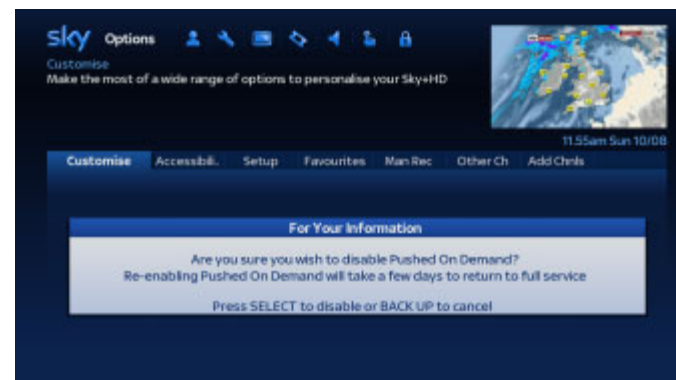 sky Options
Customise
Make the most of a wide range of options to personalise your Sky+HD
11.55am Sun 10/08
Customise Accessibili.. Setup Favourites Man Rec Other Ch Add Chnls
For Your Information
Are you sure you wish to disable Pushed On Demand?
Re-enabling Pushed On Demand will take a few days to return to full service
Press SELECT to disable or BACK UP to cancel